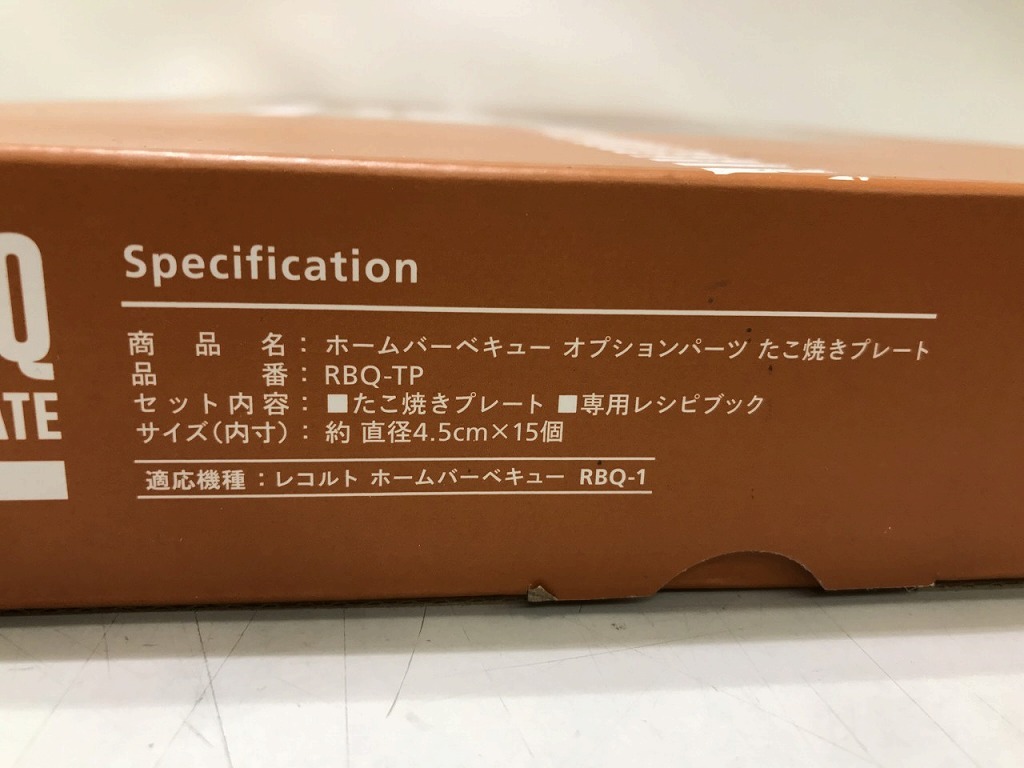 Q
ATE
Specification
商品名：ホームバーベキュー オプションパーツ たこ焼きプレート
品番：RBQ-TP
セット内容：■たこ焼きプレート ■専用レシピブック
サイズ(内寸)：約 直径4.5cm×15個
適応機種：レコルト ホームバーベキュー RBQ-1